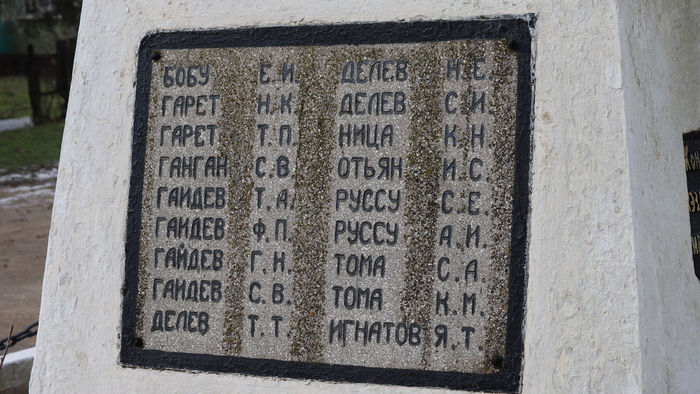 БОБУ Е.И.
ГАРЕТ Н.К.
ГАРЕТ Т.П.
ГАНГАН С.В.
ГАЙДЕВ Т.А.
ГАЙДЕВ Ф.П.
ГАЙДЕВ Г.Н.
ГАЙДЕВ С.В.
ДЕЛЕВ Т.Т.
ДЕЛЕВ Н.Е.
ДЕЛЕВ С.И.
НИЦА К.Н.
ОТЬЯН И.С.
РУССУ С.Е.
РУССУ А.И.
ТОМА С.А.
ТОМА К.М.
ИГНАТОВ Я.Т.